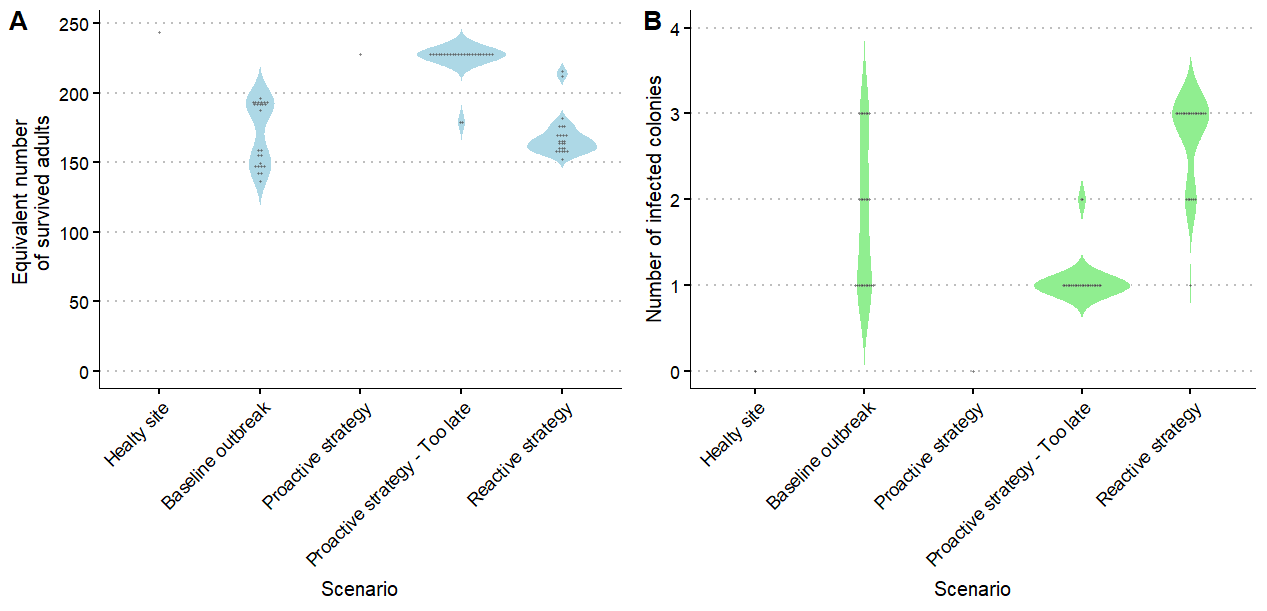 A
Equivalent number
of survived adults
250
200
150
100
50
0
Healty site
Baseline outbreak
Proactive strategy
Proactive strategy - Too late
Reactive strategy
Scenario
B
Number of infected colonies
4
3
2
1
0
Healty site
Baseline outbreak
Proactive strategy
Proactive strategy - Too late
Reactive strategy
Scenario